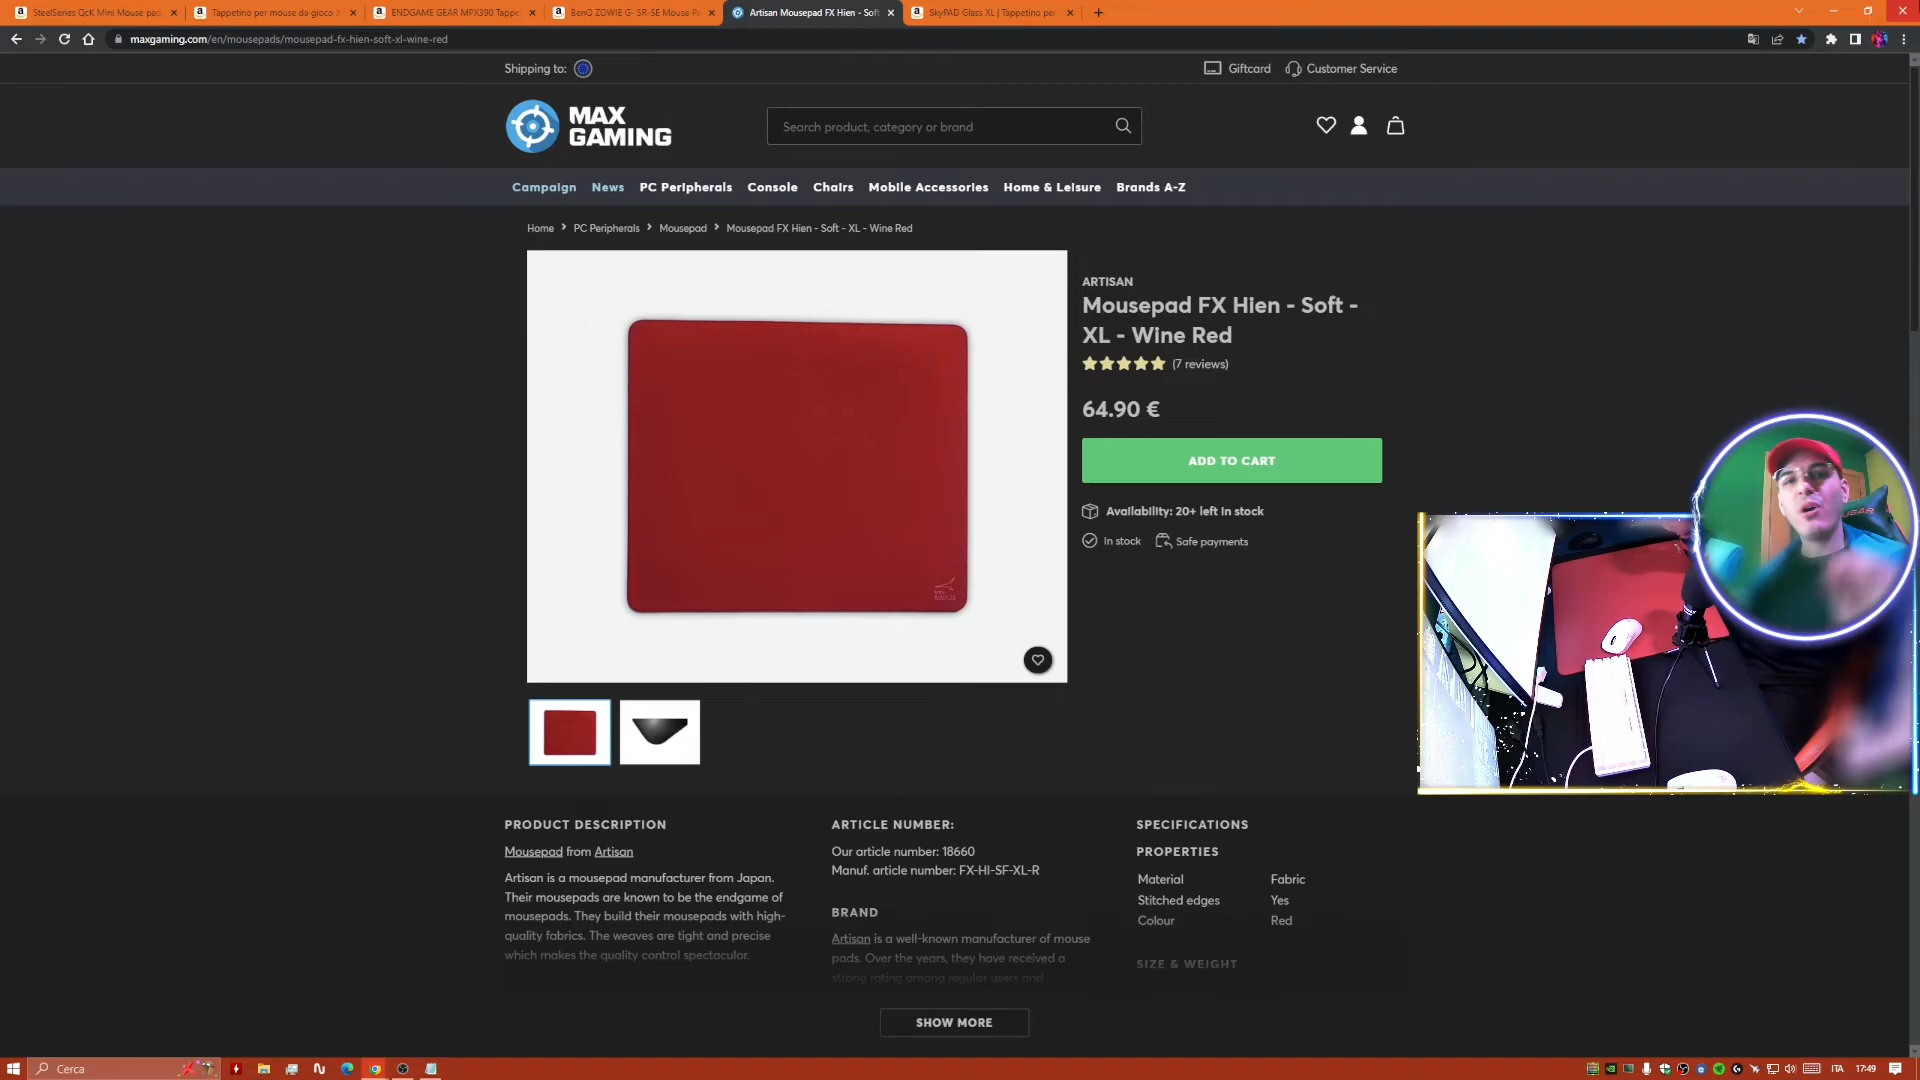 SteelSeries QcK Mini Mouse pad
Tappetino per mouse da gioco X
ENDGAME GEAR MPX390 Tappet
BenQ ZOWIE G- SR-SE Mouse P
Artisan Mousepad FX Hien - Soft
SkyPAD Glass XL | Tappetino per
maxgaming.com/en/mousepads/mousepad-fx-hien-soft-xl-wine-red
Shipping to:
Giftcard
Customer Service
MAX GAMING
Search product, category or brand
Campaign News PC Peripherals Console Chairs Mobile Accessories Home & Leisure Brands A-Z
Home > PC Peripherals > Mousepad > Mousepad FX Hien - Soft - XL - Wine Red
ARTISAN
Mousepad FX Hien - Soft -
XL - Wine Red
(7 reviews)
64.90 €
ADD TO CART
Availability: 20+ left in stock
In stock
Safe payments
PRODUCT DESCRIPTION
Mousepad from Artisan
Artisan is a mousepad manufacturer from Japan.
Their mousepads are known to be the endgame of
mousepads. They build their mousepads with high-
quality fabrics. The weaves are tight and precise
which makes the quality control spectacular.
ARTICLE NUMBER:
Our article number: 18660
Manuf. article number: FX-HI-SF-XL-R
BRAND
Artisan is a well-known manufacturer of mouse
pads. Over the years, they have received a
strong rating among regular users and
SPECIFICATIONS
PROPERTIES
Material Fabric
Stitched edges Yes
Colour Red
SIZE & WEIGHT
SHOW MORE
Cerca
ITA
17:49